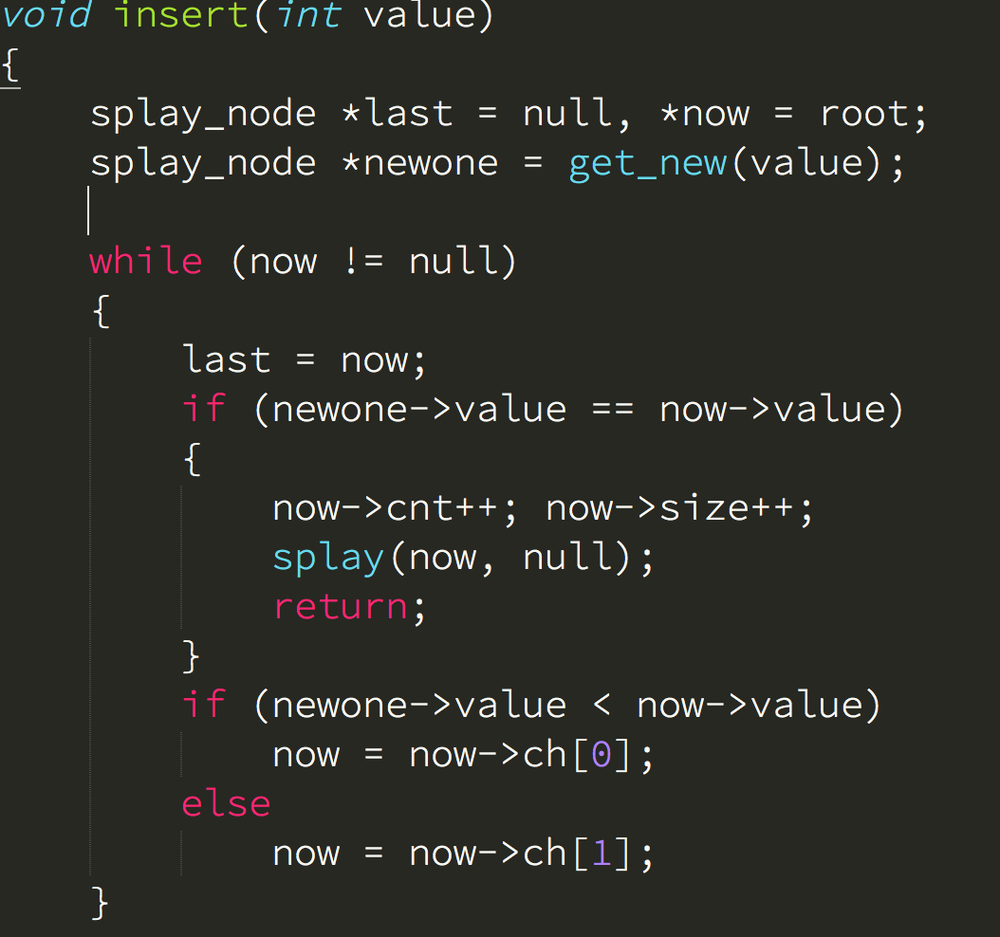 void insert(int value)
{
    splay_node *last = null, *now = root;
    splay_node *newone = get_new(value);

    while (now != null)
    {
        last = now;
        if (newone->value == now->value)
        {
            now->cnt++; now->size++;
            splay(now, null);
            return;
        }
        if (newone->value < now->value)
            now = now->ch[0];
        else
            now = now->ch[1];
    }